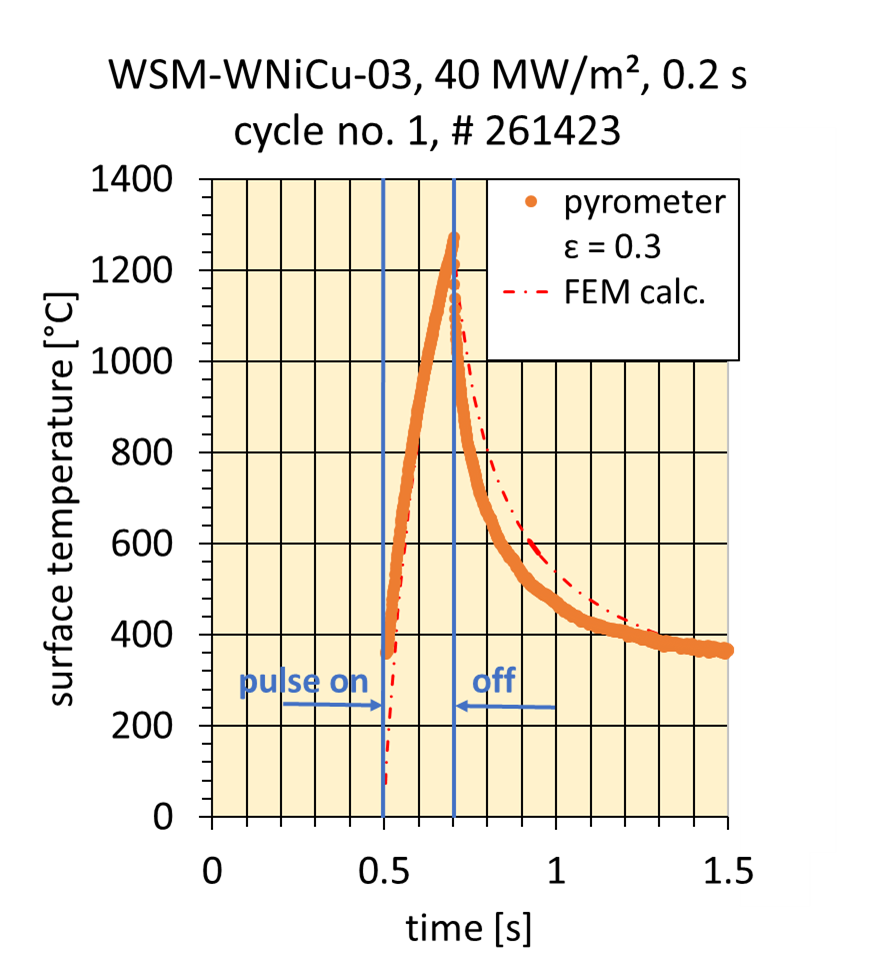 WSM-WNiCu-03, 40 MW/m², 0.2 s
cycle no. 1, # 261423
1400
1200
1000
800
600
400
200
0
surface temperature [°C]
pyrometer
ε = 0.3
FEM calc.
pulse on
off
0
0.5
1
1.5
time [s]